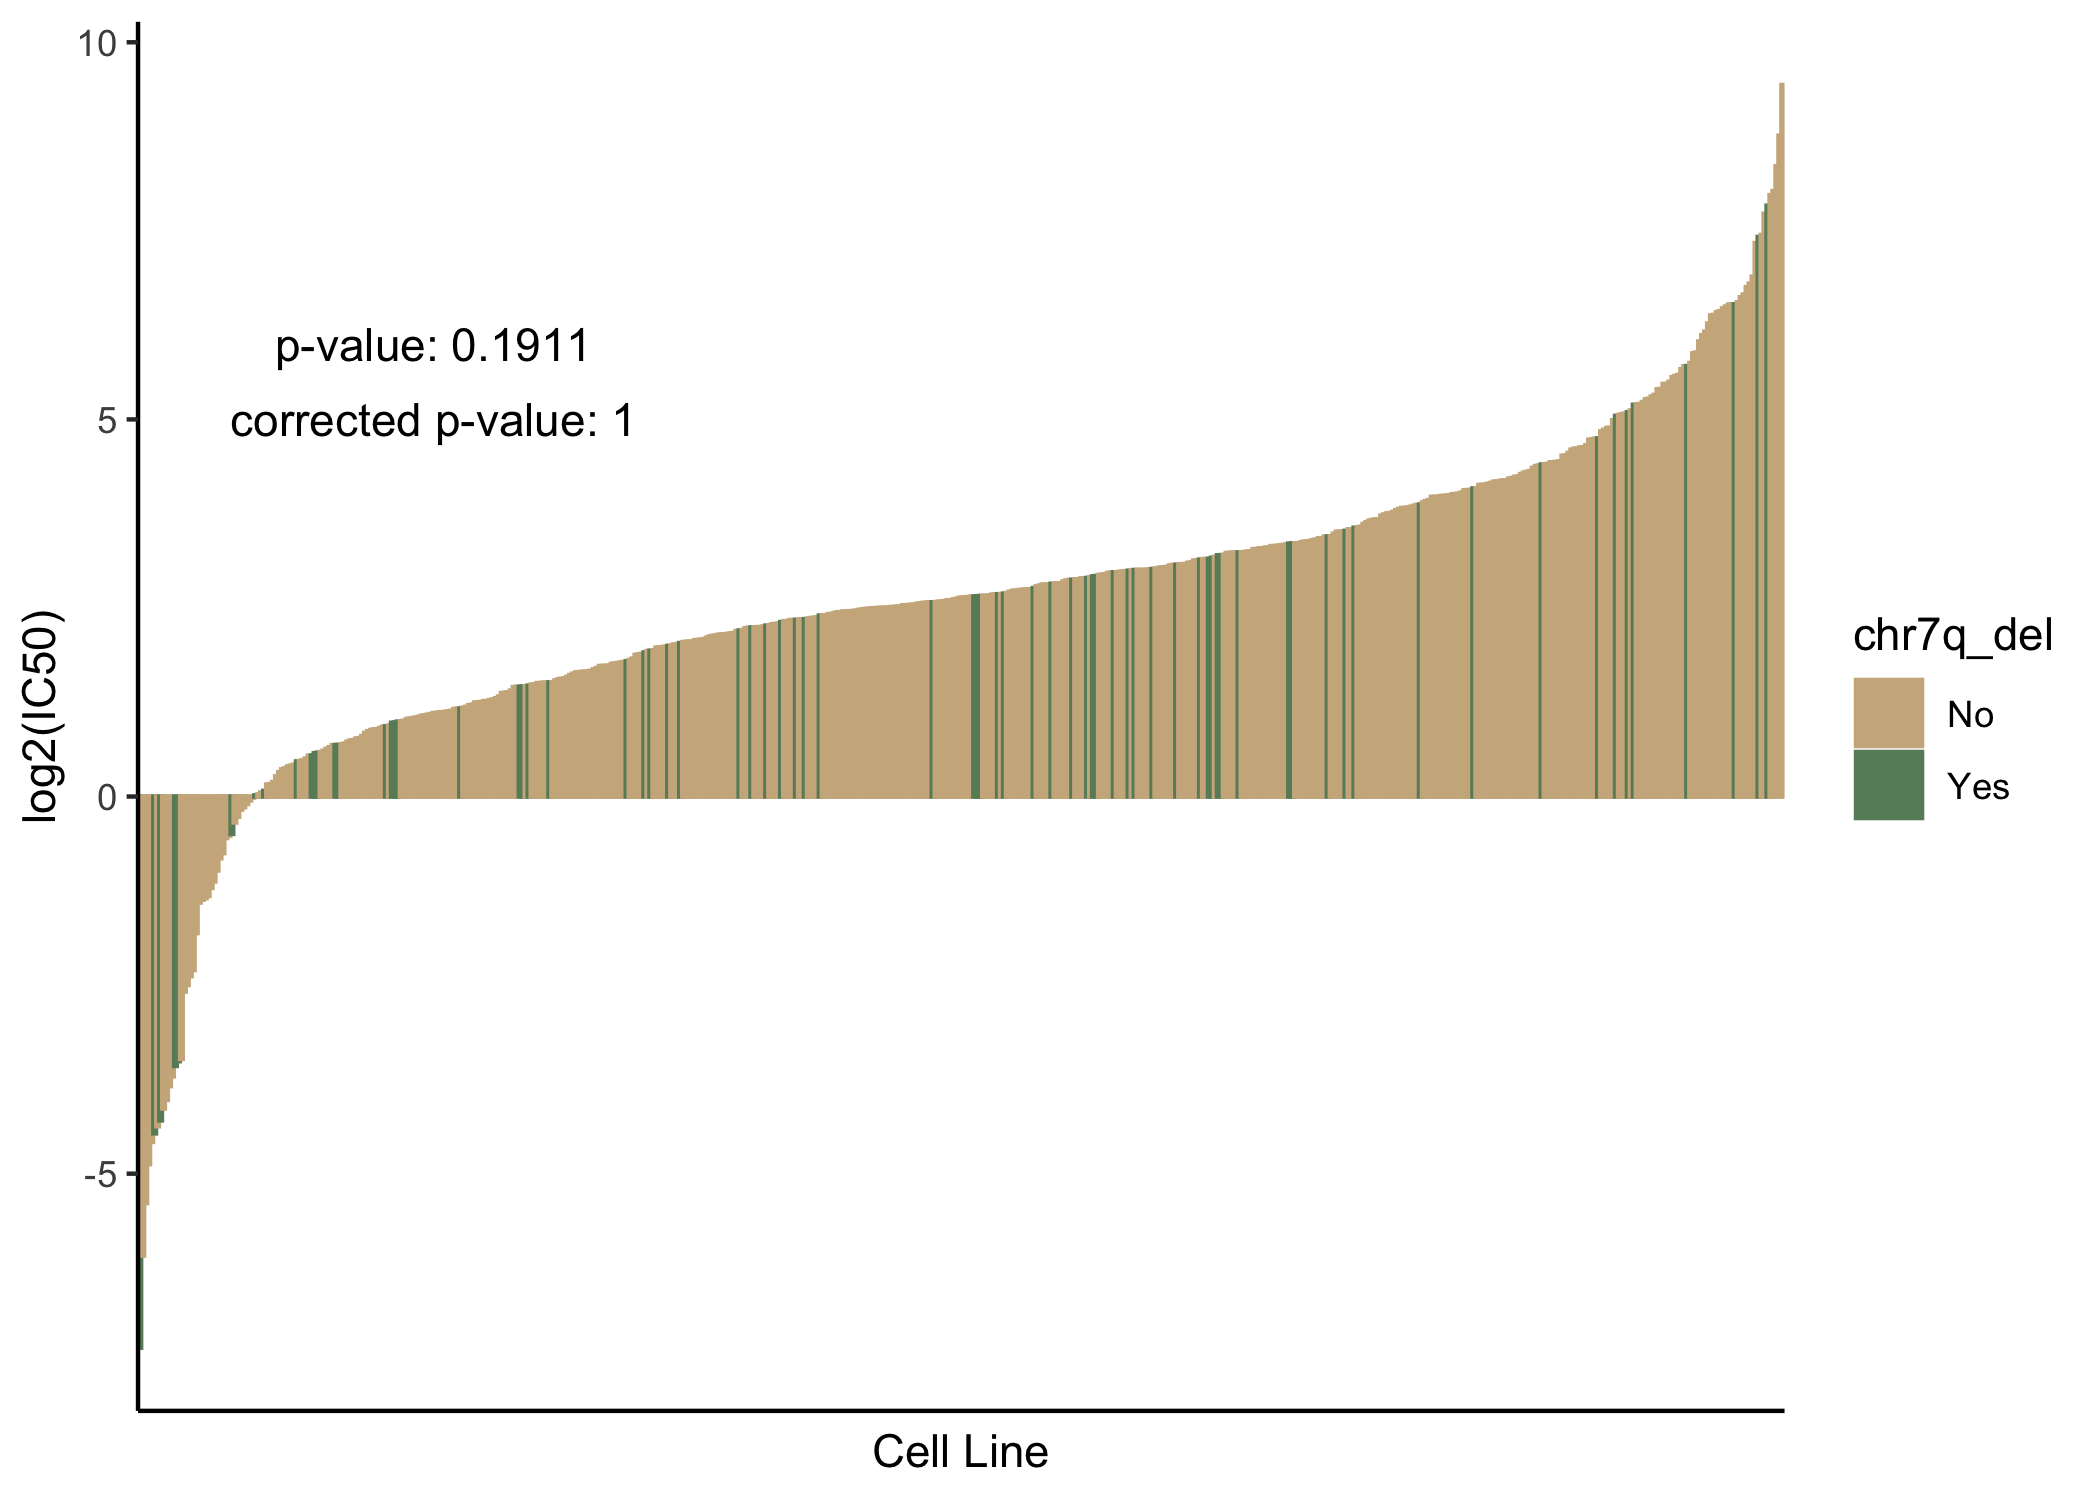 10
5
0
-5
log2(IC50)
p-value: 0.1911
corrected p-value: 1
Cell Line
chr7q_del
No
Yes